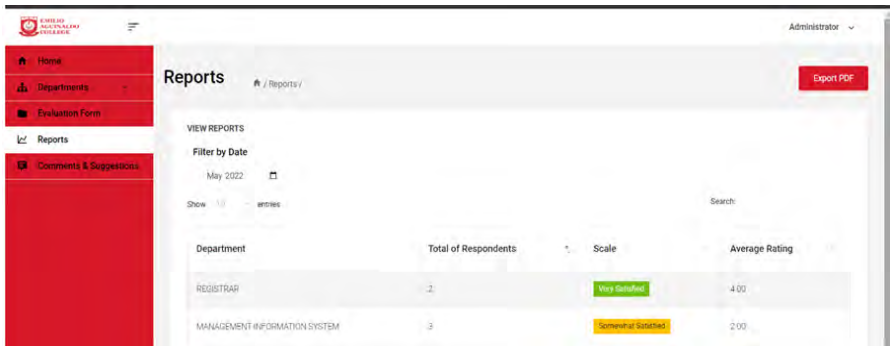 EMILIO
AGUINALDO
COLLEGE
Administrator
Home
Departments
Evaluation Form
Reports
Comments & Suggestions
Reports
/ Reports /
Export PDF
VIEW REPORTS
Filter by Date
May 2022
Show 10 entries
Search:
Department Total of Respondents Scale Average Rating
REGISTRAR 2 Very Satisfied 4.00
MANAGEMENT INFORMATION SYSTEM 3 Somewhat Satisfied 2.00